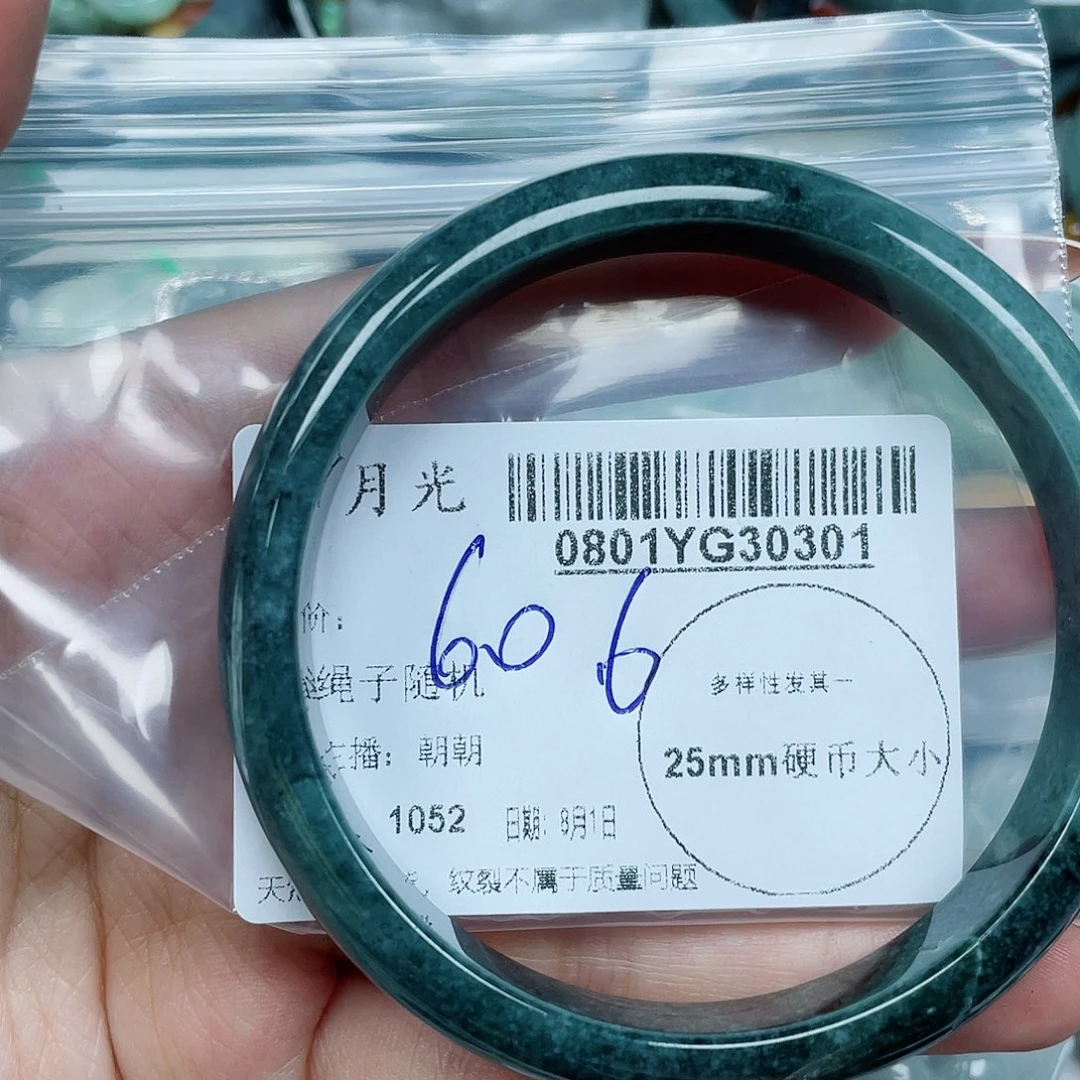 月光
0801YG30301
60.6
价:
绳子随机
多样性发其一
播: 朝朝
25mm硬币大小
1052 日期: 8月1日
天然 纹裂不属于质量问题